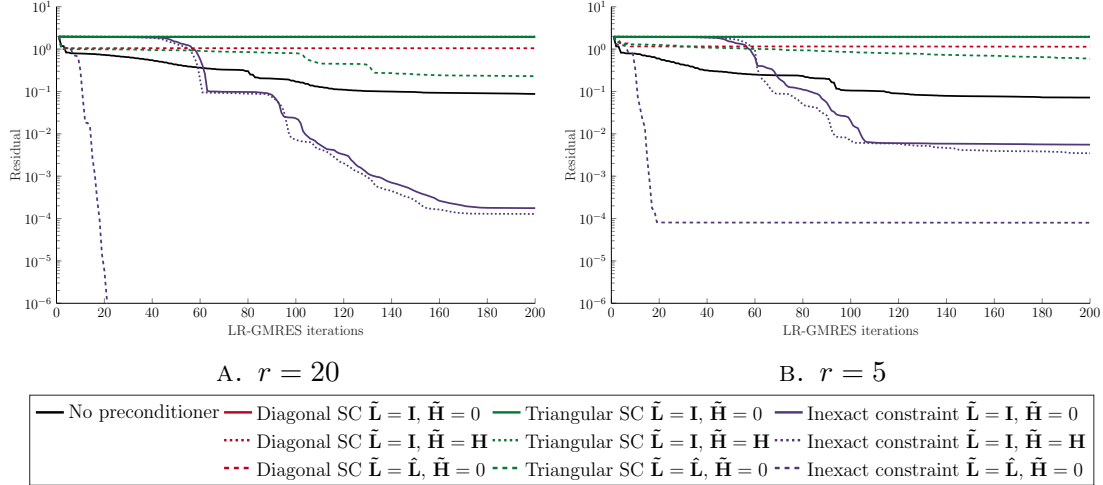 10^1
10^0
10^−1
10^−2
10^−3
10^−4
10^−5
10^−6
Residual
0 20 40 60 80 100 120 140 160 180 200
LR-GMRES iterations
A. r = 20
10^1
10^0
10^−1
10^−2
10^−3
10^−4
10^−5
10^−6
Residual
0 20 40 60 80 100 120 140 160 180 200
LR-GMRES iterations
B. r = 5
No preconditioner Diagonal SC L̃ = I, H̃ = 0 Triangular SC L̃ = I, H̃ = 0 Inexact constraint L̃ = I, H̃ = 0
Diagonal SC L̃ = I, H̃ = H Triangular SC L̃ = I, H̃ = H Inexact constraint L̃ = I, H̃ = H
Diagonal SC L̃ = L̂, H̃ = 0 Triangular SC L̃ = L̂, H̃ = 0 Inexact constraint L̃ = L̂, H̃ = 0